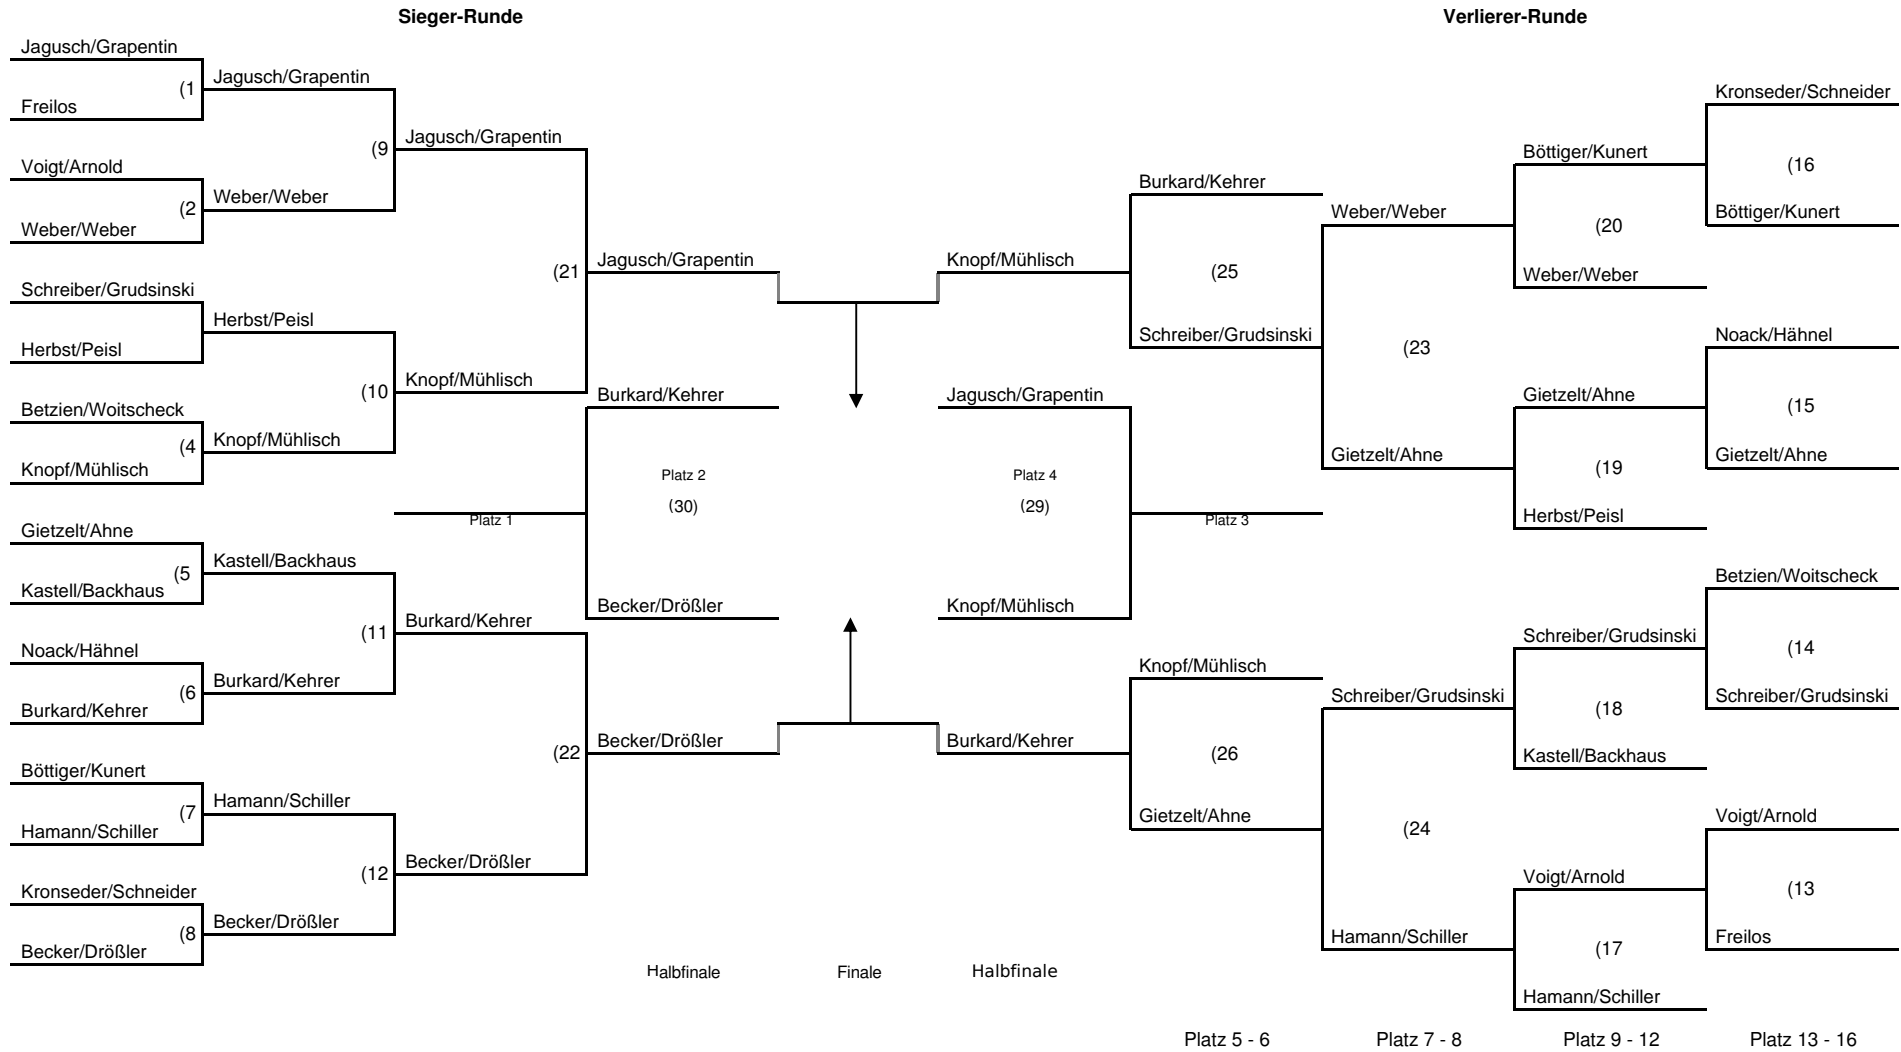 Sieger-Runde
Verlierer-Runde
Jagusch/Grapentin
(1
Freilos
Voigt/Arnold
(2
Weber/Weber
Schreiber/Grudsinski
Herbst/Peisl
Betzien/Woitscheck
(4
Knopf/Mühlisch
Gietzelt/Ahne
(5
Kastell/Backhaus
Noack/Hähnel
(6
Burkard/Kehrer
Böttiger/Kunert
(7
Hamann/Schiller
Kronseder/Schneider
(8
Becker/Drößler
Jagusch/Grapentin
(9
Weber/Weber
Herbst/Peisl
(10
Knopf/Mühlisch
Kastell/Backhaus
(11
Burkard/Kehrer
Hamann/Schiller
(12
Becker/Drößler
Jagusch/Grapentin
(21
Knopf/Mühlisch
Platz 1
Burkard/Kehrer
(22
Becker/Drößler
Jagusch/Grapentin
Burkard/Kehrer
Platz 2
(30)
Becker/Drößler
Becker/Drößler
Halbfinale
Finale
Halbfinale
Knopf/Mühlisch
Jagusch/Grapentin
Platz 4
(29)
Knopf/Mühlisch
Burkard/Kehrer
Burkard/Kehrer
(25
Schreiber/Grudsinski
Platz 3
Knopf/Mühlisch
(26
Gietzelt/Ahne
Platz 5 - 6
Weber/Weber
(23
Gietzelt/Ahne
Schreiber/Grudsinski
(24
Hamann/Schiller
Platz 7 - 8
Böttiger/Kunert
(20
Weber/Weber
Gietzelt/Ahne
(19
Herbst/Peisl
Schreiber/Grudsinski
(18
Kastell/Backhaus
Voigt/Arnold
(17
Hamann/Schiller
Platz 9 - 12
Kronseder/Schneider
(16
Böttiger/Kunert
Noack/Hähnel
(15
Gietzelt/Ahne
Betzien/Woitscheck
(14
Schreiber/Grudsinski
Voigt/Arnold
(13
Freilos
Platz 13 - 16